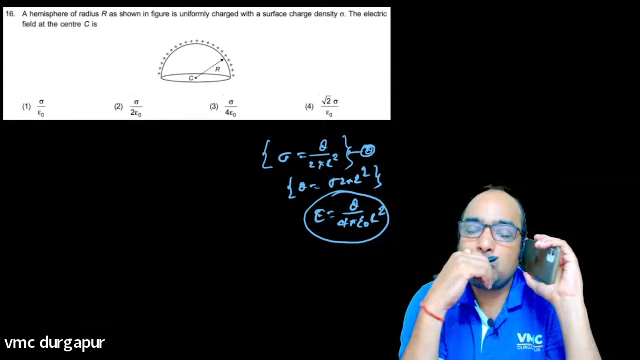 16. A hemisphere of radius R as shown in figure is uniformly charged with a surface charge density σ. The electric
field at the centre C is
R
C
(1) σ/ε₀ (2) σ/2ε₀ (3) σ/4ε₀ (4) √2 σ/ε₀
{ σ = Q/2πR² }
{ Q = σ2πR² }
E = Q/4πε₀R²
VMC
DURGAPUR
vmc durgapur